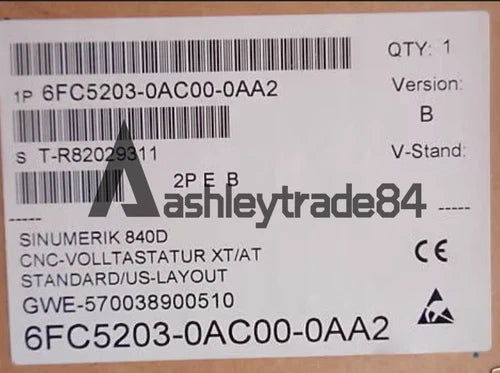 QTY: 1
1P 6FC5203-0AC00-0AA2
Version:
B
S T-R82029311
V-Stand:
2P E B
Aashleytrade84
-----
-----
SINUMERIK 840D
CNC-VOLLTASTATUR XT/AT
STANDARD/US-LAYOUT
GWE-570038900510
6FC5203-0AC00-0AA2
CE